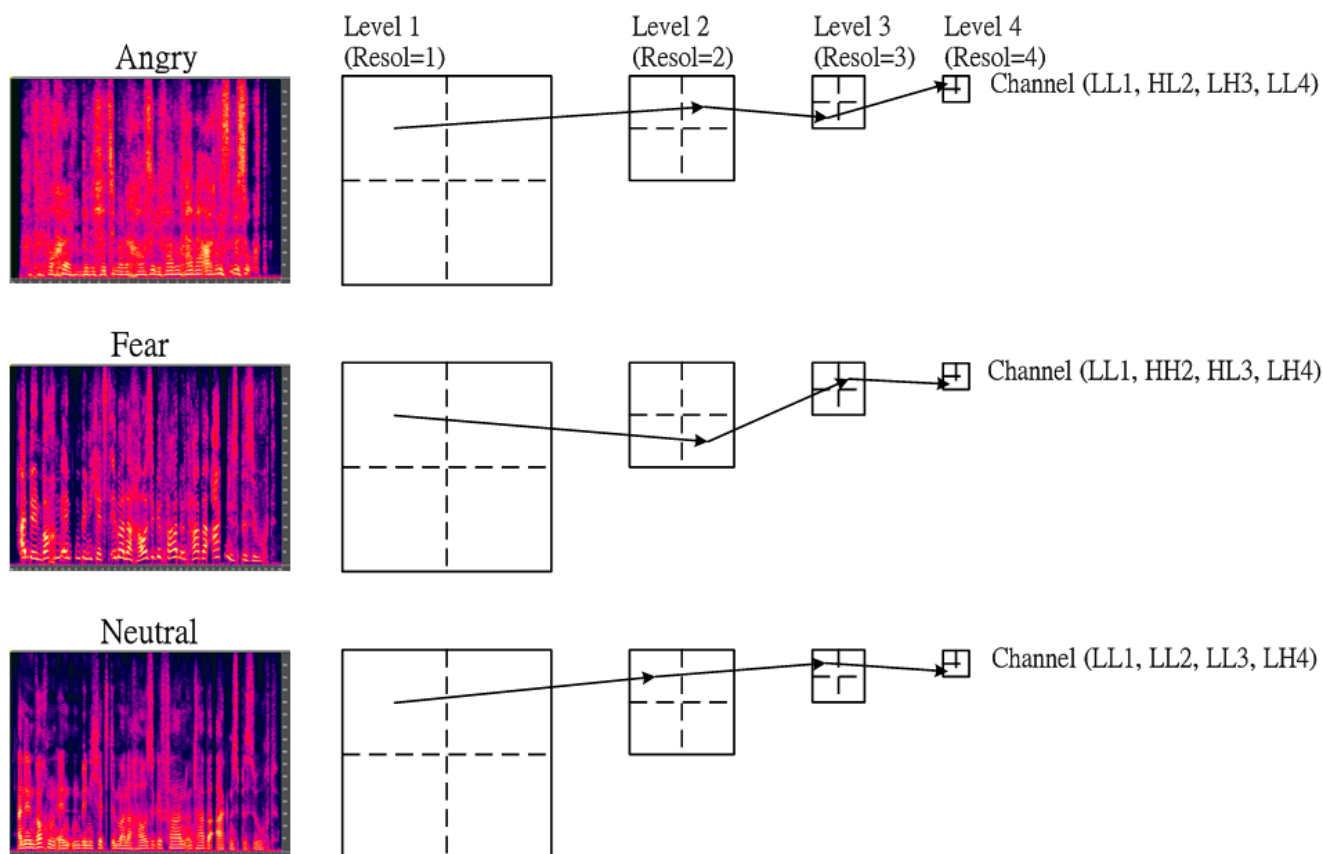 Level 1
(Resol=1)
Level 2
(Resol=2)
Level 3
(Resol=3)
Level 4
(Resol=4)
Angry
Channel (LL1, HL2, LH3, LL4)
Fear
Channel (LL1, HH2, HL3, LH4)
Neutral
Channel (LL1, LL2, LL3, LH4)